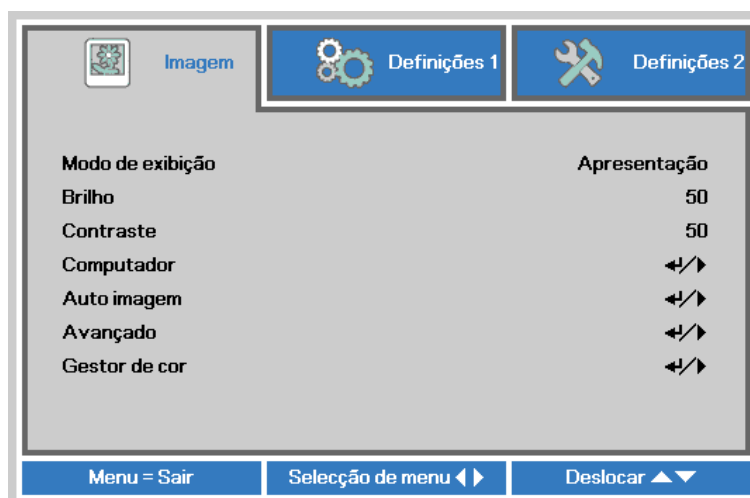 Imagem Definições 1 Definições 2
Modo de exibição Apresentação
Brilho 50
Contraste 50
Computador
Auto imagem
Avançado
Gestor de cor
Menu = Sair Selecção de menu Deslocar